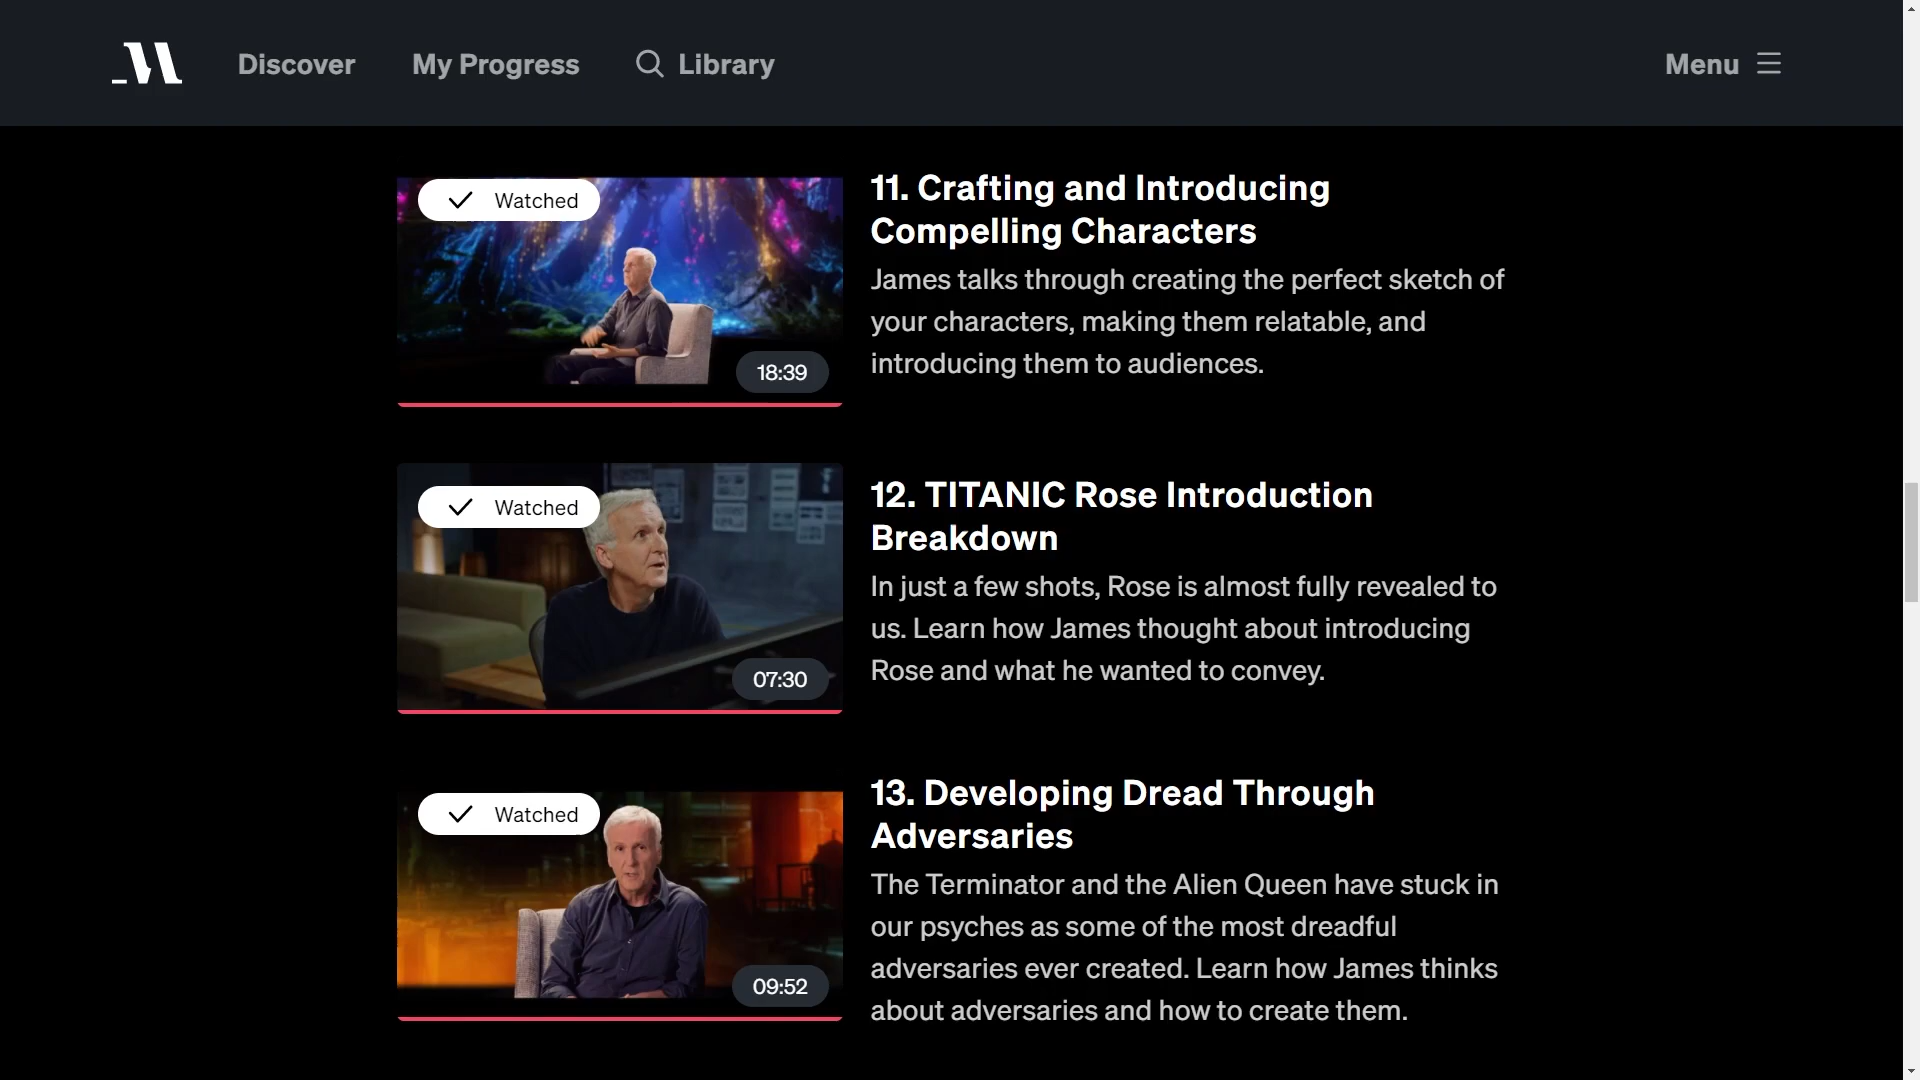 Discover
My Progress
Library
Menu
Watched
18:39
11. Crafting and Introducing
Compelling Characters
James talks through creating the perfect sketch of
your characters, making them relatable, and
introducing them to audiences.
Watched
07:30
12. TITANIC Rose Introduction
Breakdown
In just a few shots, Rose is almost fully revealed to
us. Learn how James thought about introducing
Rose and what he wanted to convey.
Watched
09:52
13. Developing Dread Through
Adversaries
The Terminator and the Alien Queen have stuck in
our psyches as some of the most dreadful
adversaries ever created. Learn how James thinks
about adversaries and how to create them.